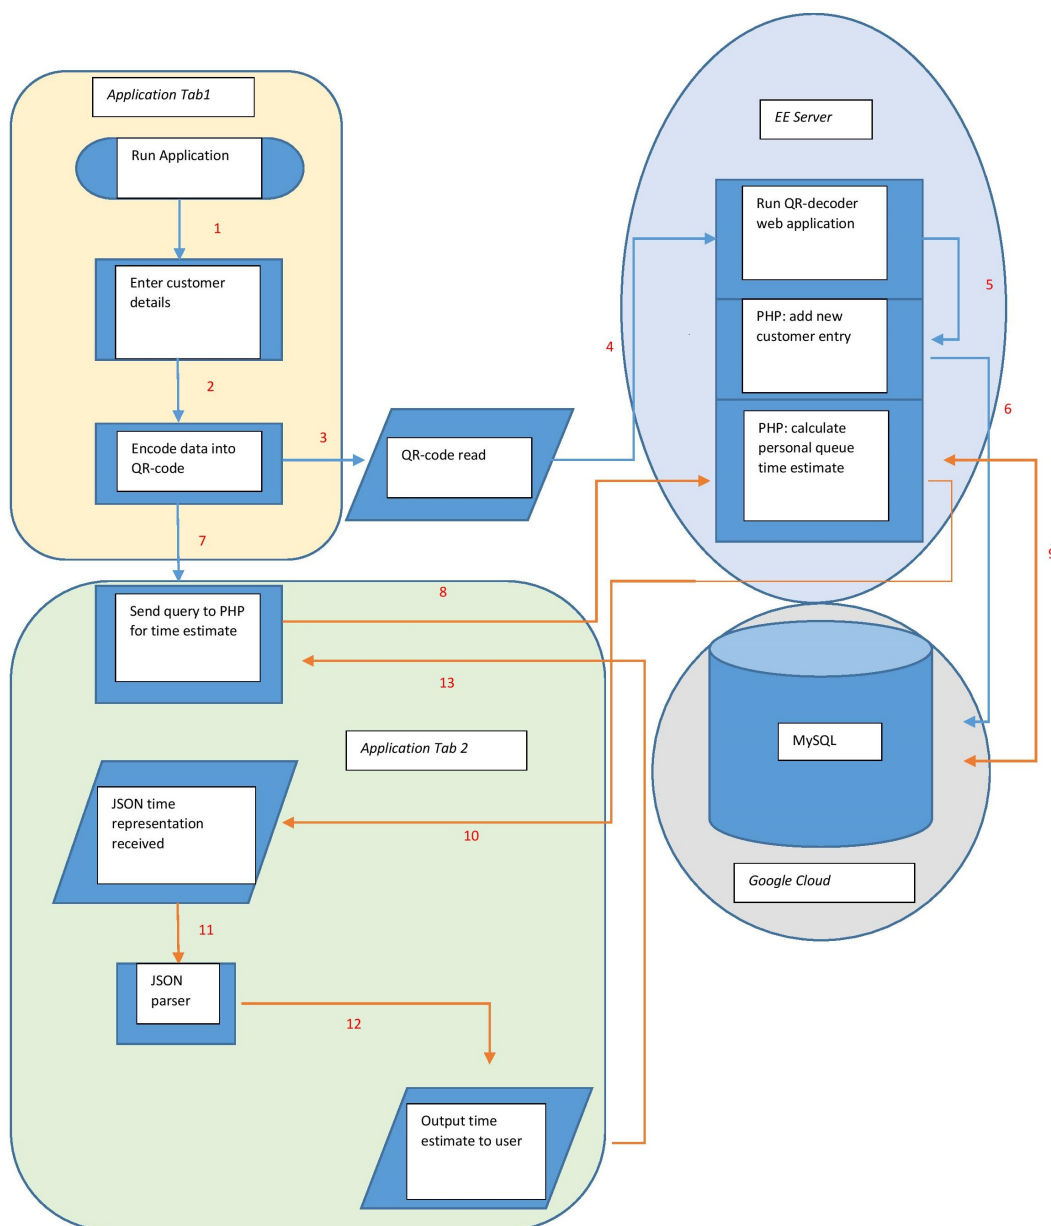 Application Tab1
Run Application
1
Enter customer
details
2
Encode data into
QR-code
3
QR-code read
4
EE Server
Run QR-decoder
web application
5
PHP: add new
customer entry
6
PHP: calculate
personal queue
time estimate
7
Send query to PHP
for time estimate
8
9
MySQL
Google Cloud
13
Application Tab 2
JSON time
representation
received
10
11
JSON
parser
12
Output time
estimate to user